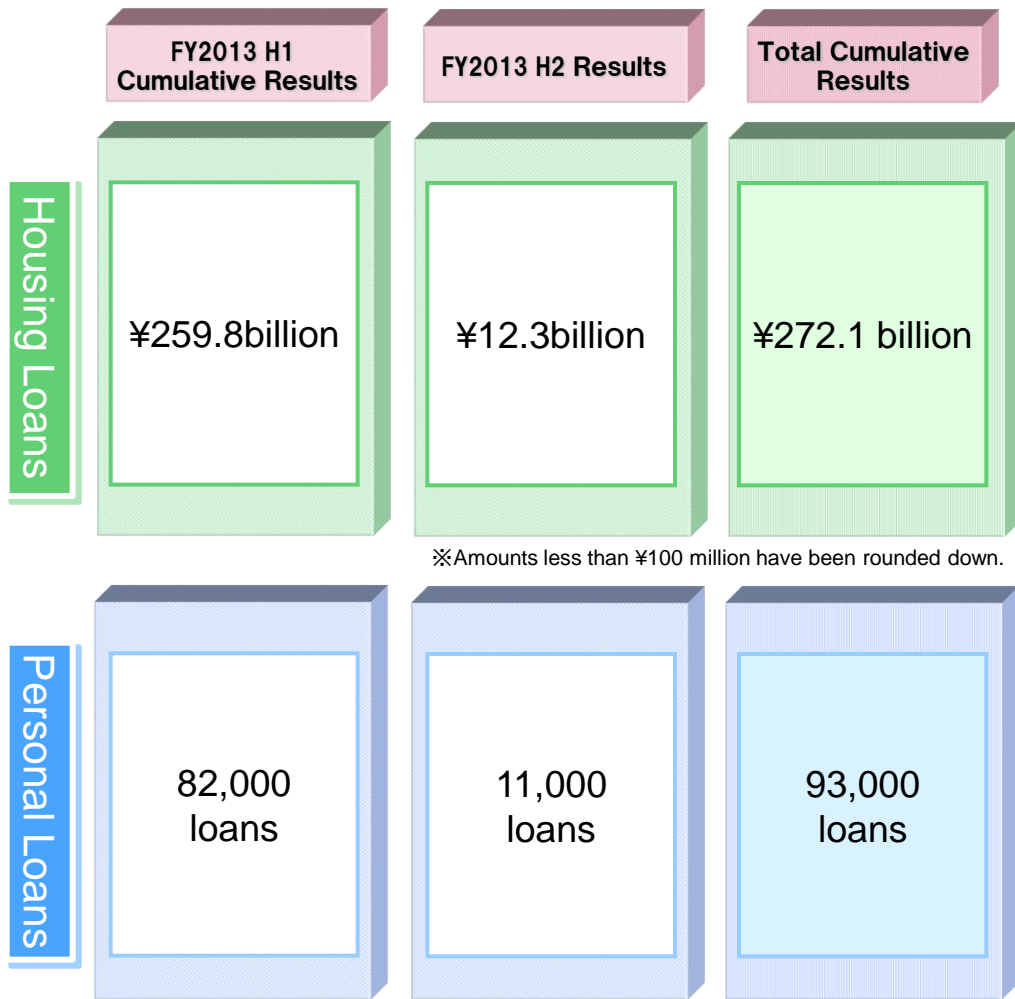 FY2013 H1
Cumulative Results
FY2013 H2 Results
Total Cumulative
Results
Housing Loans
¥259.8billion
¥12.3billion
¥272.1 billion
※Amounts less than ¥100 million have been rounded down.
Personal Loans
82,000
loans
11,000
loans
93,000
loans